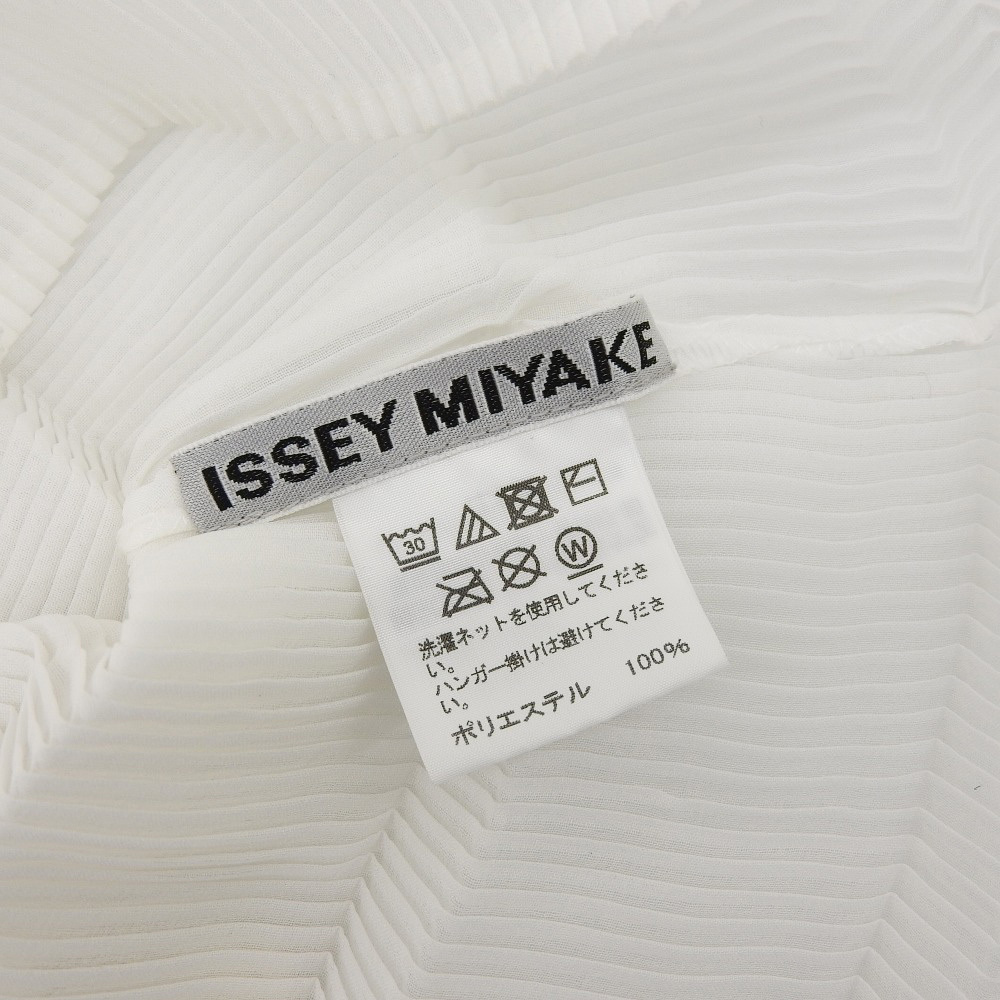 ISSEY MIYAKE
30
W
洗濯ネットを使用してくださ
い。
ハンガー掛けは避けてくださ
い。
ポリエステル 100%